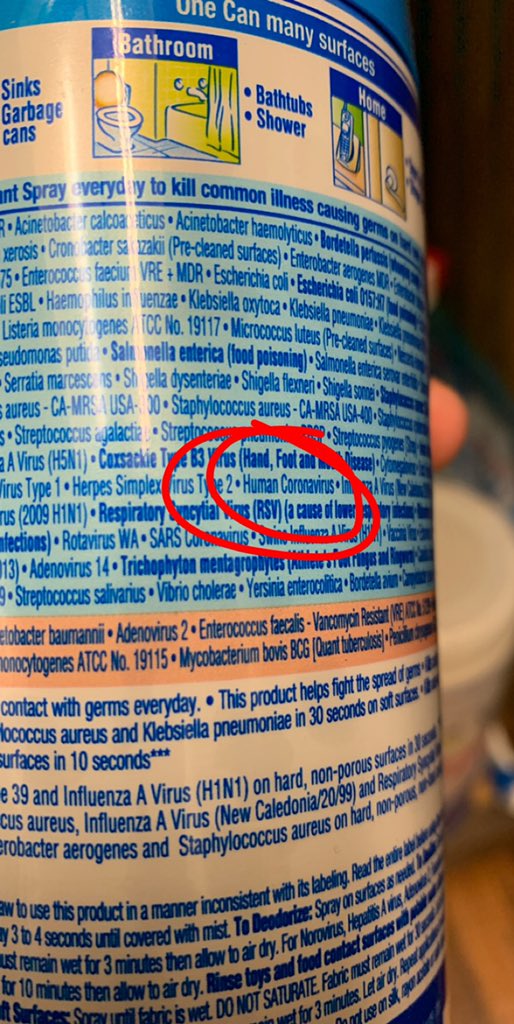 One Can many surfaces
Bathroom
Sinks
Garbage
cans
• Bathtubs
• Shower
Home
ant Spray everyday to kill common illness causing germs on
R • Acinetobacter calcoaceticus • Acinetobacter haemolyticus • Bordetella pertussis
xerosis • Cronobacter sakazakii (Pre-cleaned surfaces) • Enterobacter aerogenes MDR •
75 • Enterococcus faecium VRE + MDR • Escherichia coli • Escherichia coli O157:H7
li ESBL • Haemophilus influenzae • Klebsiella oxytoca • Klebsiella pneumoniae •
Listeria monocytogenes ATCC No. 19117 • Micrococcus luteus (Pre-cleaned surfaces) •
seudomonas putida • Salmonella enterica (food poisoning) • Salmonella enterica
• Serratia marcescens • Shigella dysenteriae • Shigella flexneri • Shigella sonnei •
s aureus - CA-MRSA USA-300 • Staphylococcus aureus - CA-MRSA USA-400 •
s • Streptococcus agalactiae • Streptococcus pneumoniae • Streptococcus pyogenes
a A Virus (H5N1) • Coxsackie Type B3 Virus (Hand, Foot and Mouth Disease) •
Virus Type 1 • Herpes Simplex Virus Type 2 • Human Coronavirus • A Virus (New
rus (2009 H1N1) • Respiratory Syncytial Virus (RSV) (a cause of lower infection) •
nfections) • Rotavirus WA • SARS Coronavirus • Swine Influenza A Virus
013) • Adenovirus 14 • Trichophyton mentagrophytes (Athlete's Foot Fungus and
9 • Streptococcus salivarius • Vibrio cholerae • Yersinia enterocolitica • Bordetella avium •
etobacter baumannii • Adenovirus 2 • Enterococcus faecalis - Vancomycin Resistant (VRE)
monocytogenes ATCC No. 19115 • Mycobacterium bovis BCG [Quant tuberculosis] •
contact with germs everyday. • This product helps fight the spread of germs •
ylococcus aureus and Klebsiella pneumoniae in 30 seconds on soft surfaces. •
surfaces in 10 seconds***
e 39 and Influenza A Virus (H1N1) on hard, non-porous surfaces in 30
cus aureus, Influenza A Virus (New Caledonia/20/99) and Respiratory
erobacter aerogenes and Staphylococcus aureus on hard, non-porous,
aw to use this product in a manner inconsistent with its labeling. Read the entire label
ay 3 to 4 seconds until covered with mist. To Deodorize: Spray on surfaces as needed. To
ust remain wet for 3 minutes then allow to air dry. For Norovirus, Hepatitis A virus,
for 10 minutes then allow to air dry. Rinse toys and food contact surfaces with
oft Surfaces: Spray until fabric is wet. DO NOT SATURATE. Fabric must remain wet for
wet for 3 minutes. Let air dry.
Do not use on silk,